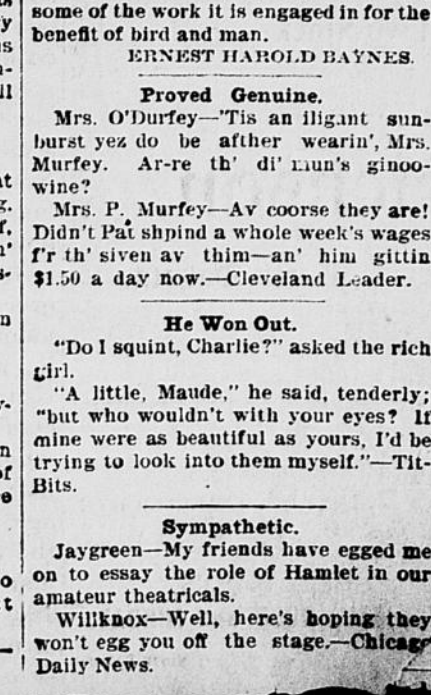 some of the work it is engaged in for the
benefit of bird and man.
ERNEST HAROLD BAYNES.
Proved Genuine.
Mrs. O'Durfey—'Tis an iligant sun-
burst yez do be afther wearin', Mrs.
Murfey. Ar-re th' di'mun's ginoo-
wine?
Mrs. P. Murfey—Av coorse they are!
Didn't Pat shpind a whole week's wages
f'r th' siven av thim—an' him gittin
$1.50 a day now.—Cleveland Leader.
He Won Out.
"Do I squint, Charlie?" asked the rich
girl.
"A little, Maude," he said, tenderly;
"but who wouldn't with your eyes? If
mine were as beautiful as yours, I'd be
trying to look into them myself."—Tit-
Bits.
Sympathetic.
Jaygreen—My friends have egged me
on to essay the role of Hamlet in our
amateur theatricals.
Willknox—Well, here's hoping they
won't egg you off the stage.—Chicago
Daily News.